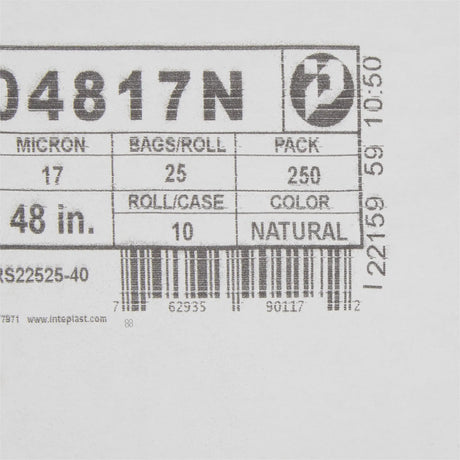 04817N
MICRON BAGS/ROLL PACK
17 25 250
48 in. ROLL/CASE COLOR
10 NATURAL
RS22525-40
7 62935 90117 2
7971 www.inteplast.com 88
I 22159 59 10:50